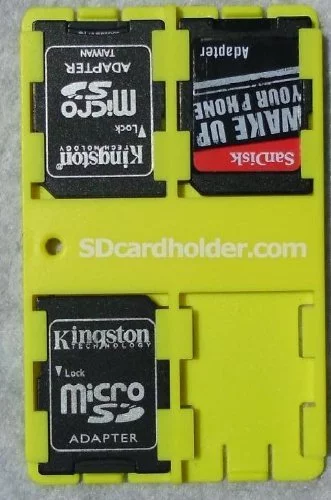 TAIWAN
ADAPTER
Micro SD
Lock
Kingston
TECHNOLOGY
Adapter
WAKE UP
YOUR PHONE
SanDisk
SDcardholder.com
Kingston
TECHNOLOGY
Lock
Micro SD
ADAPTER